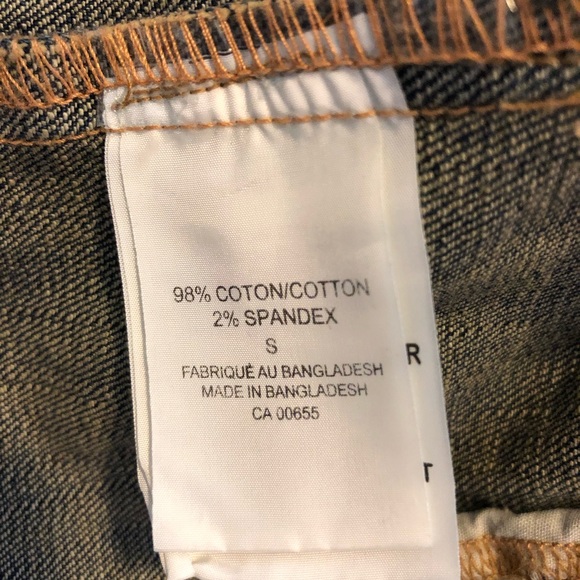 98% COTON/COTTON
2% SPANDEX
S
FABRIQUÉ AU BANGLADESH
MADE IN BANGLADESH
CA 00655
R
T